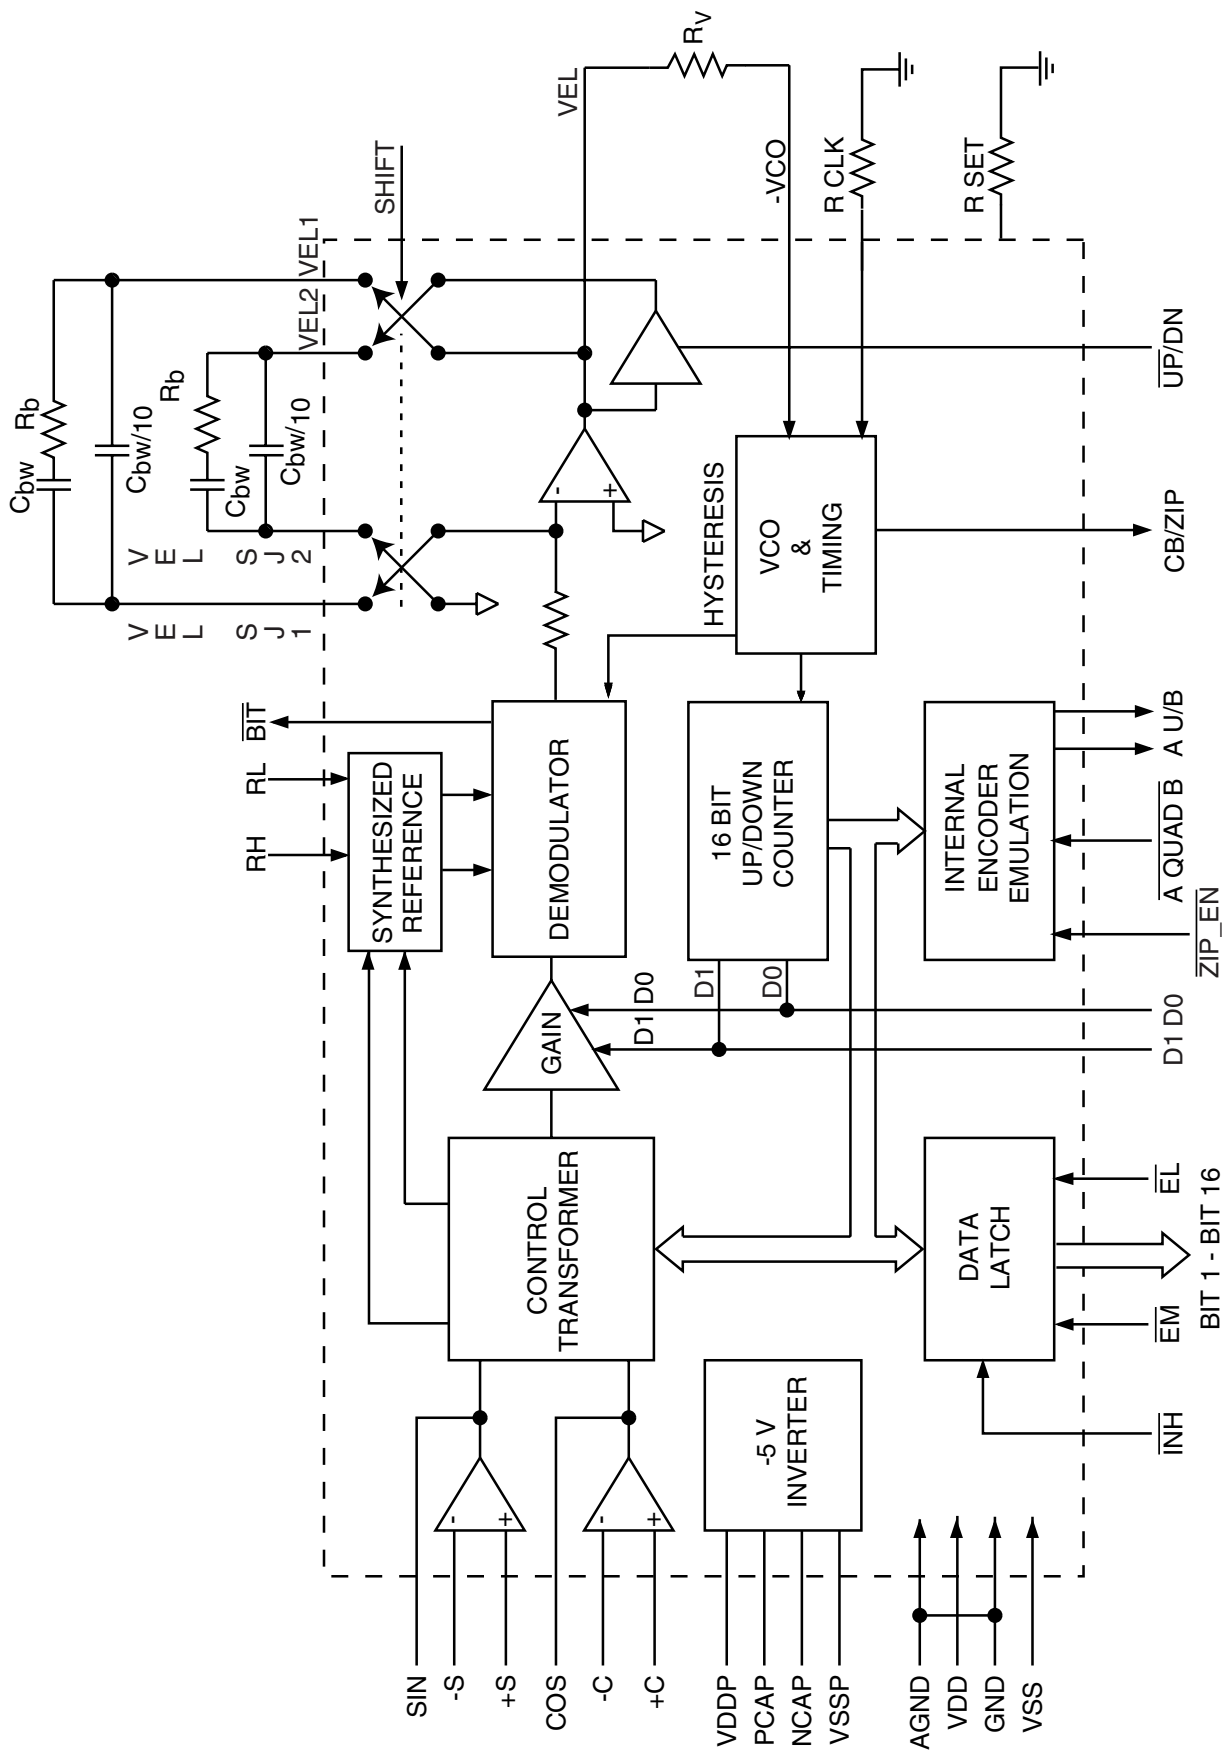 Cbw
Rb
Cbw/10
Cbw
Rb
Cbw/10
V E L S J 1
V E L S J 2
VEL2
VEL1
SHIFT
VEL
RV
-VCO
R CLK
R SET
RH
RL
BIT
SYNTHESIZED
REFERENCE
SIN
-S
+S
COS
-C
+C
-
+
-
+
CONTROL
TRANSFORMER
GAIN
D1 D0
DEMODULATOR
-
+
HYSTERESIS
VCO
&
TIMING
D1
D0
16 BIT
UP/DOWN
COUNTER
VDDP
PCAP
NCAP
VSSP
-5 V
INVERTER
AGND
VDD
GND
VSS
DATA
LATCH
INTERNAL
ENCODER
EMULATION
INH
EM
BIT 1 - BIT 16
EL
D1 D0
ZIP_EN
A QUAD B
A U/B
CB/ZIP
UP/DN